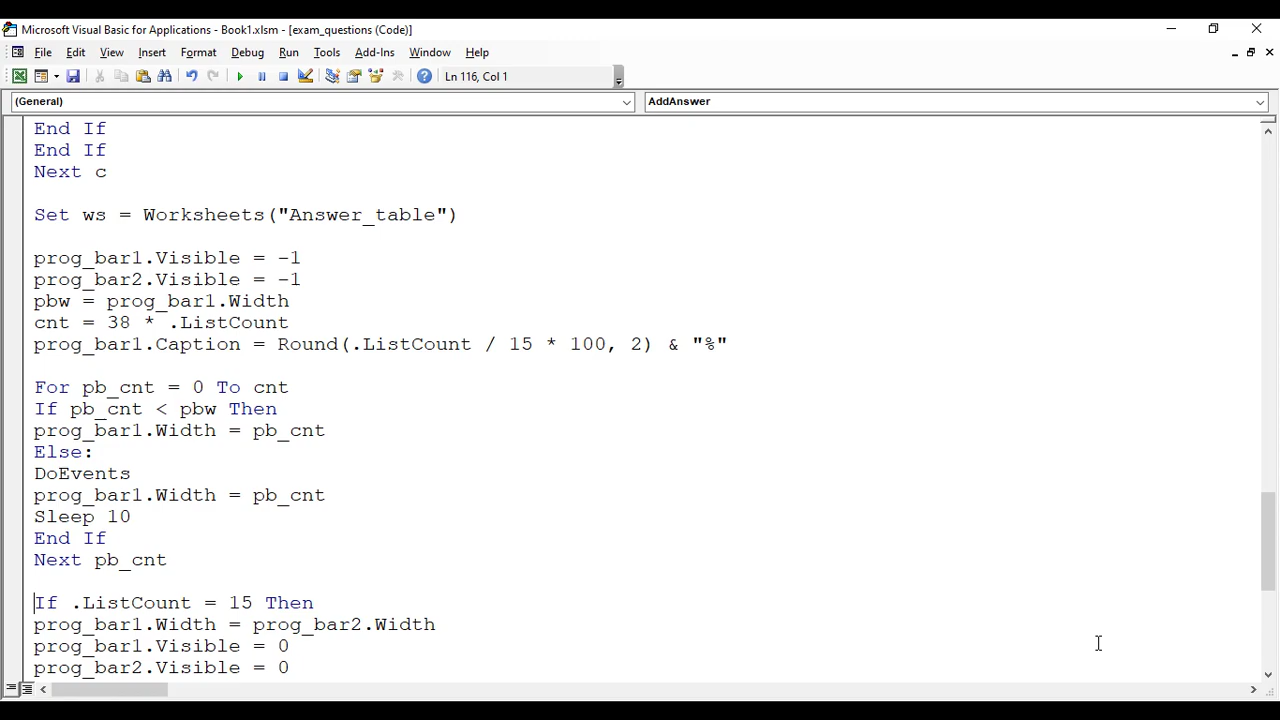 Microsoft Visual Basic for Applications - Book1.xlsm - [exam_questions (Code)]
File Edit View Insert Format Debug Run Tools Add-Ins Window Help
Ln 116, Col 1
(General) AddAnswer
End If
End If
Next c
Set ws = Worksheets("Answer_table")
prog_bar1.Visible = -1
prog_bar2.Visible = -1
pbw = prog_bar1.Width
cnt = 38 * .ListCount
prog_bar1.Caption = Round(.ListCount / 15 * 100, 2) & "%"
For pb_cnt = 0 To cnt
If pb_cnt < pbw Then
prog_bar1.Width = pb_cnt
Else:
DoEvents
prog_bar1.Width = pb_cnt
Sleep 10
End If
Next pb_cnt
If .ListCount = 15 Then
prog_bar1.Width = prog_bar2.Width
prog_bar1.Visible = 0
prog_bar2.Visible = 0